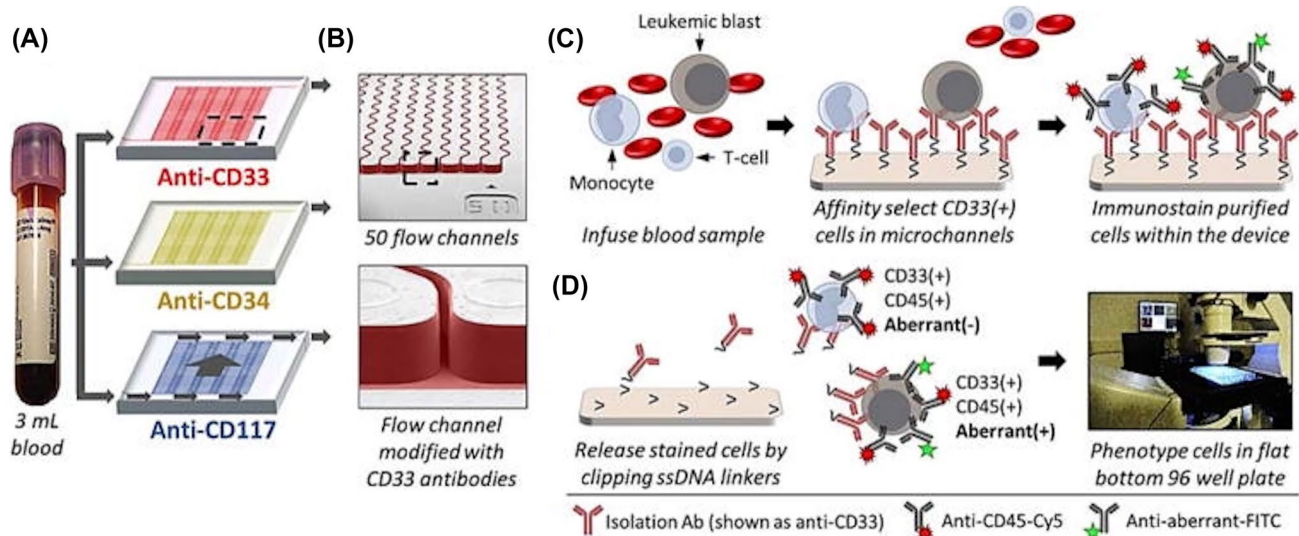 (A)
Anti-CD33
Anti-CD34
Anti-CD117
3 mL
blood
(B)
50 flow channels
Flow channel
modified with
CD33 antibodies
(C)
Leukemic blast
T-cell
Monocyte
Infuse blood sample
Affinity select CD33(+)
cells in microchannels
Immunostain purified
cells within the device
(D)
CD33(+)
CD45(+)
Aberrant(-)
CD33(+)
CD45(+)
Aberrant(+)
Release stained cells by
clipping ssDNA linkers
Phenotype cells in flat
bottom 96 well plate
Isolation Ab (shown as anti-CD33)
Anti-CD45-Cy5
Anti-aberrant-FITC